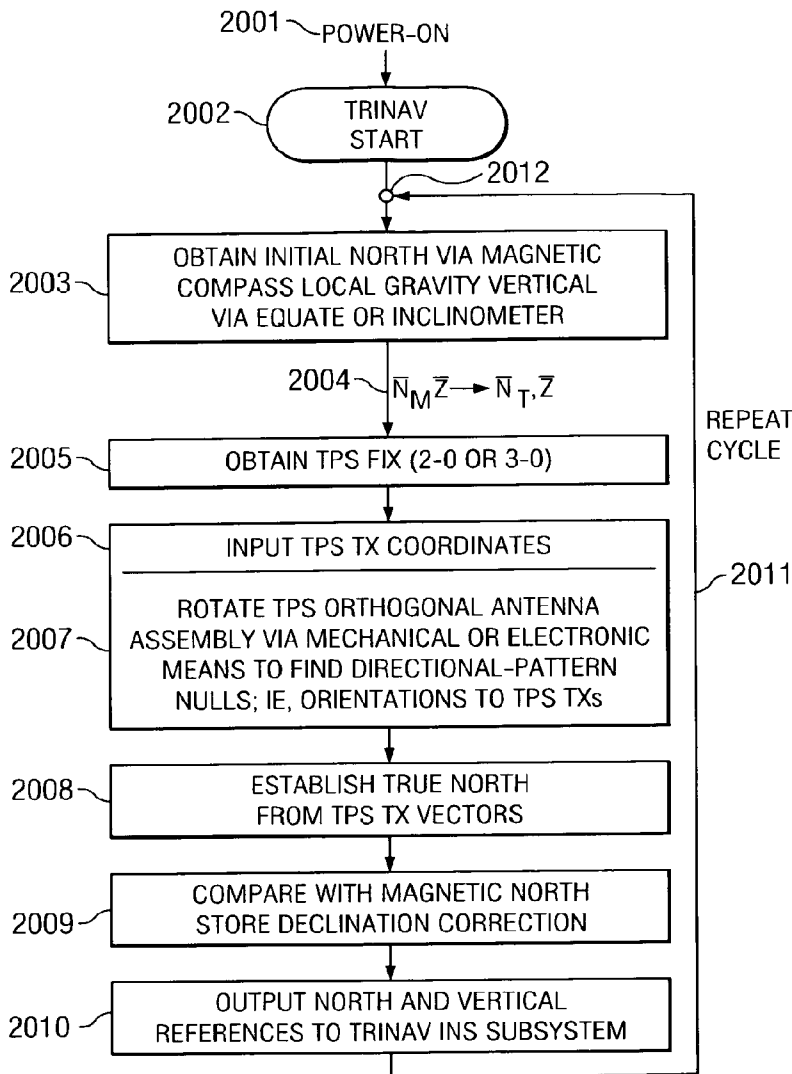 2001 POWER-ON
2002 TRINAV
START
2012
2003 OBTAIN INITIAL NORTH VIA MAGNETIC
COMPASS LOCAL GRAVITY VERTICAL
VIA EQUATE OR INCLINOMETER
2004 N̅M Z̅ → N̅T, Z̅
REPEAT
CYCLE
2005 OBTAIN TPS FIX (2-0 OR 3-0)
2006 INPUT TPS TX COORDINATES
2011
2007 ROTATE TPS ORTHOGONAL ANTENNA
ASSEMBLY VIA MECHANICAL OR ELECTRONIC
MEANS TO FIND DIRECTIONAL-PATTERN
NULLS; IE, ORIENTATIONS TO TPS TXs
2008 ESTABLISH TRUE NORTH
FROM TPS TX VECTORS
2009 COMPARE WITH MAGNETIC NORTH
STORE DECLINATION CORRECTION
2010 OUTPUT NORTH AND VERTICAL
REFERENCES TO TRINAV INS SUBSYSTEM